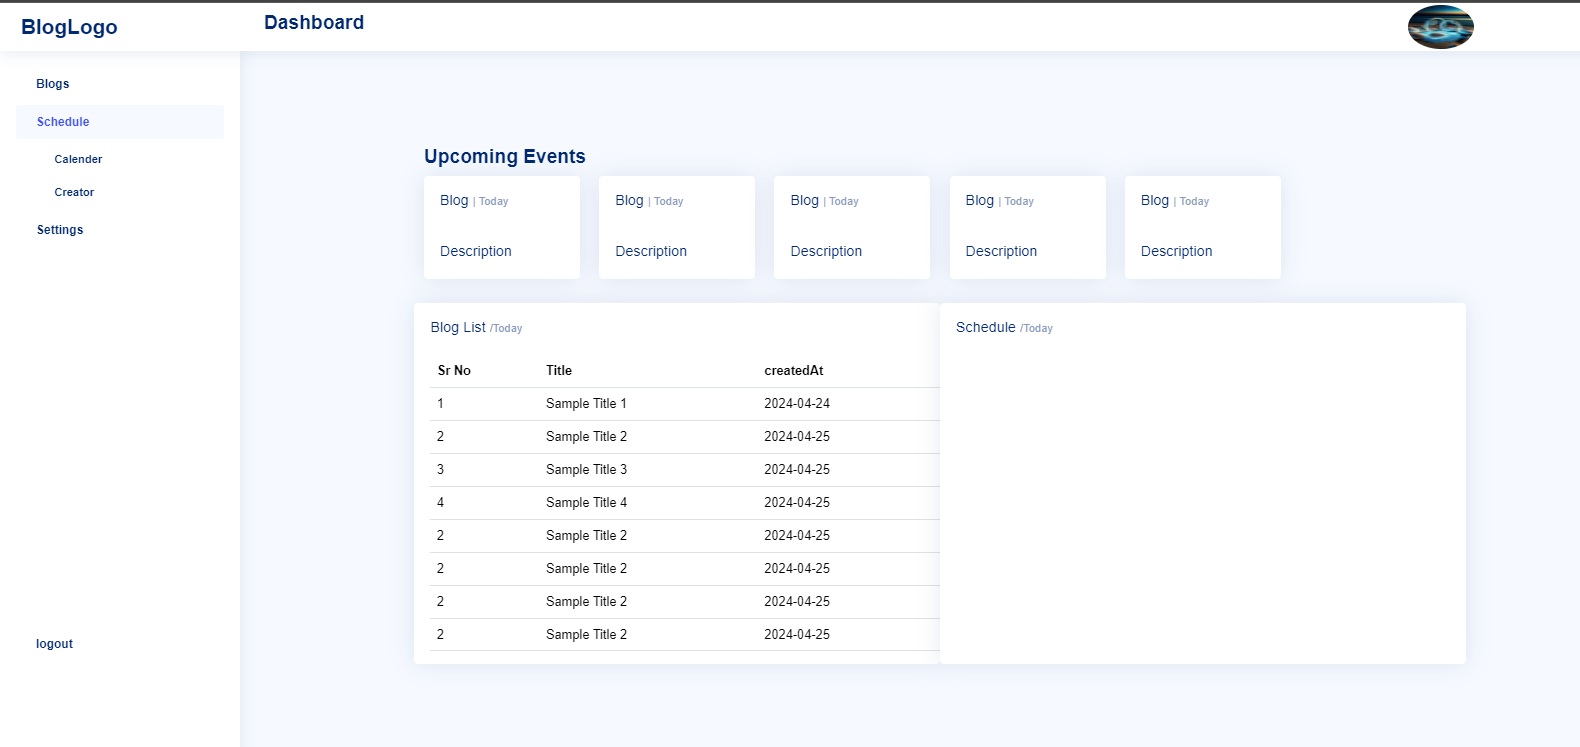 BlogLogo
Dashboard
Blogs
Schedule
Calender
Creator
Settings
logout
Upcoming Events
Blog | Today
Description
Blog | Today
Description
Blog | Today
Description
Blog | Today
Description
Blog | Today
Description
Blog List /Today
Sr No Title createdAt
1 Sample Title 1 2024-04-24
2 Sample Title 2 2024-04-25
3 Sample Title 3 2024-04-25
4 Sample Title 4 2024-04-25
2 Sample Title 2 2024-04-25
2 Sample Title 2 2024-04-25
2 Sample Title 2 2024-04-25
2 Sample Title 2 2024-04-25
Schedule /Today